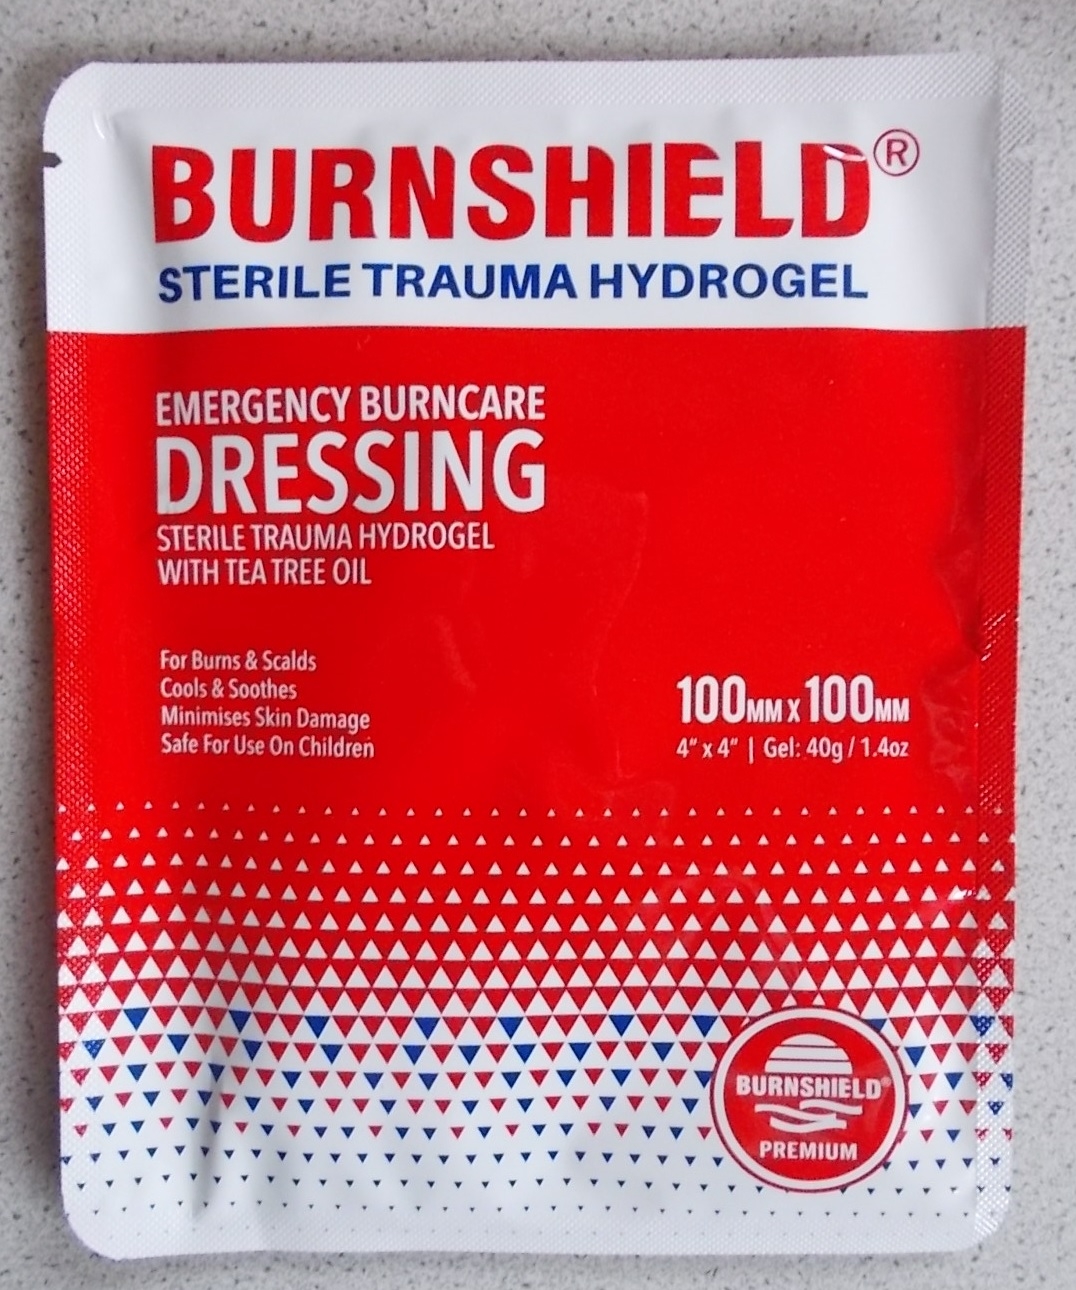 BURNSHIELD®
STERILE TRAUMA HYDROGEL
EMERGENCY BURNCARE
DRESSING
STERILE TRAUMA HYDROGEL
WITH TEA TREE OIL
For Burns & Scalds
Cools & Soothes
Minimises Skin Damage
Safe For Use On Children
100MM X 100MM
4" x 4" | Gel: 40g / 1.4oz
BURNSHIELD®
PREMIUM